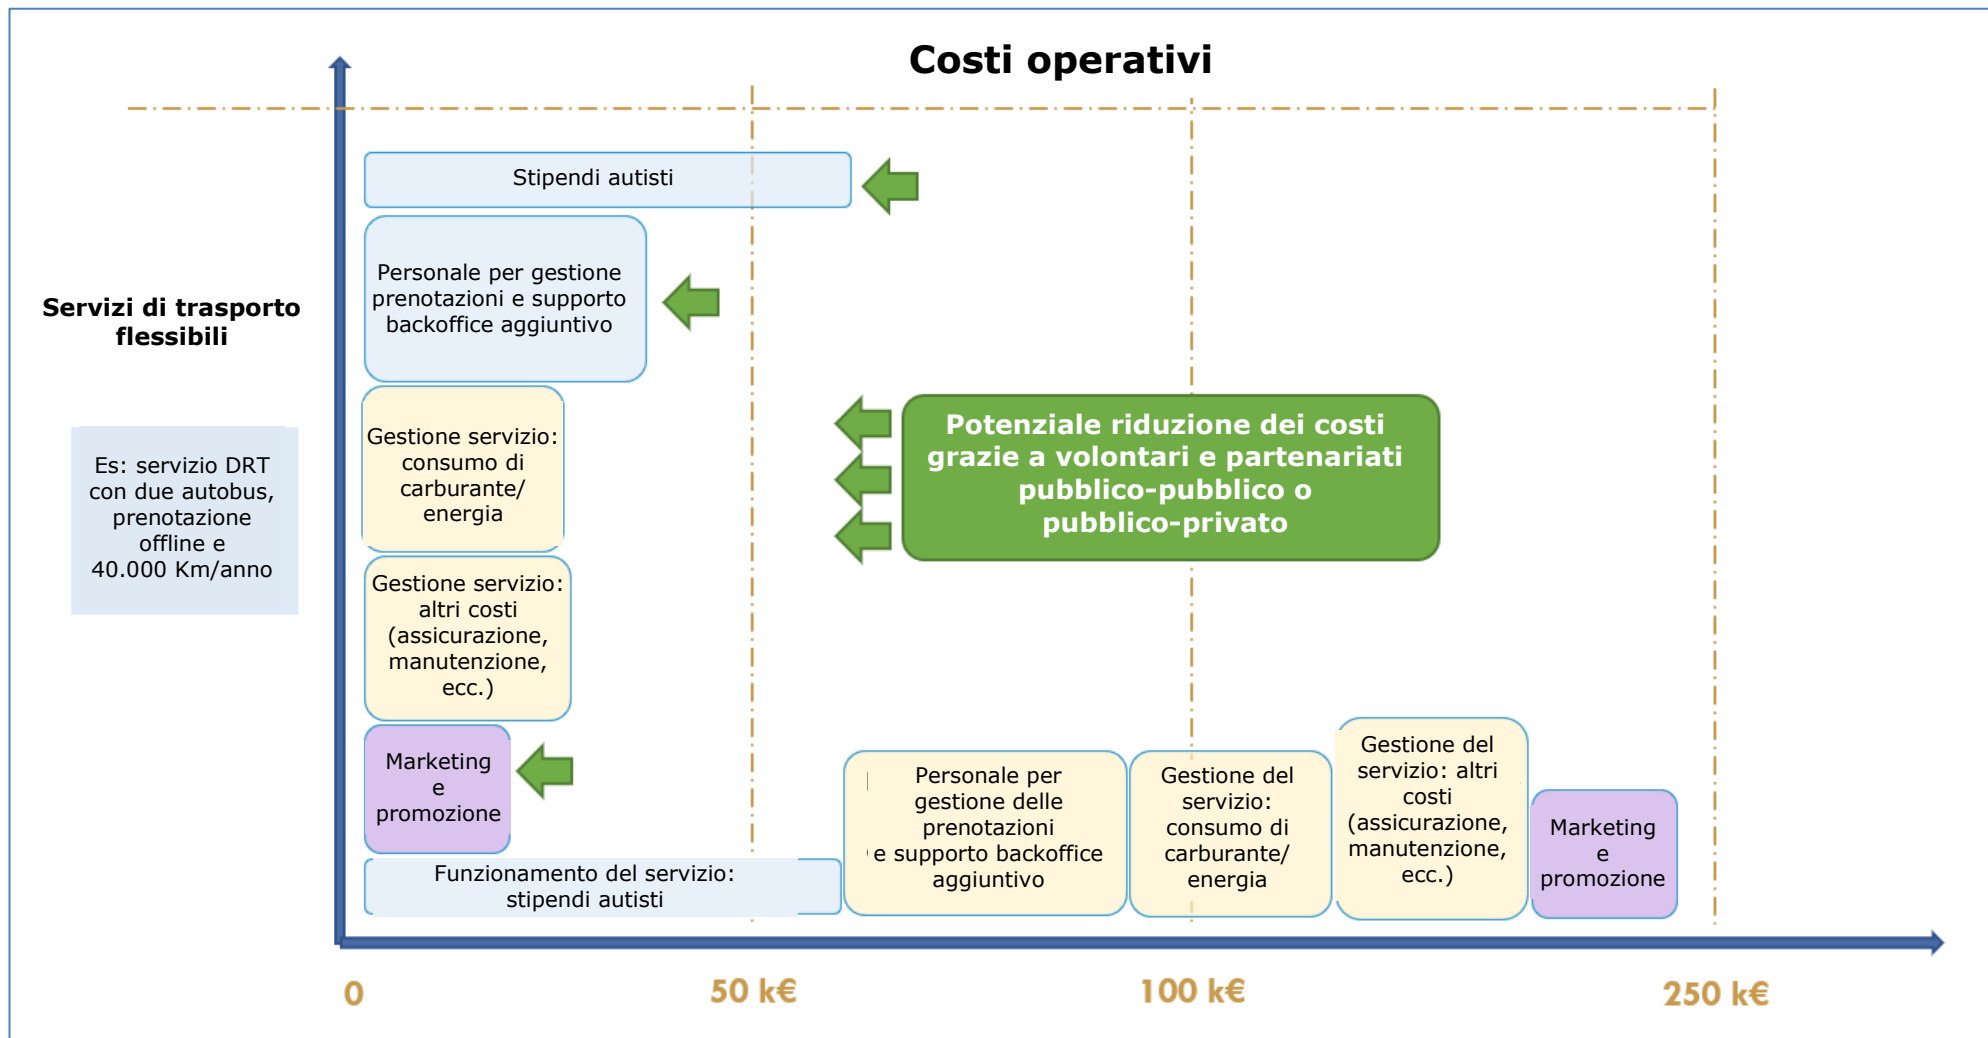 Costi operativi
Stipendi autisti
Personale per gestione
prenotazioni e supporto
backoffice aggiuntivo
Servizi di trasporto
flessibili
Es: servizio DRT
con due autobus,
prenotazione
offline e
40.000 Km/anno
Gestione servizio:
consumo di
carburante/
energia
Potenziale riduzione dei costi
grazie a volontari e partenariati
pubblico-pubblico o
pubblico-privato
Gestione servizio:
altri costi
(assicurazione,
manutenzione,
ecc.)
Marketing
e
promozione
Funzionamento del servizio:
stipendi autisti
Personale per
gestione delle
prenotazioni
e supporto backoffice
aggiuntivo
Gestione del
servizio:
consumo di
carburante/
energia
Gestione del
servizio: altri
costi
(assicurazione,
manutenzione,
ecc.)
Marketing
e
promozione
0
50 k€
100 k€
250 k€